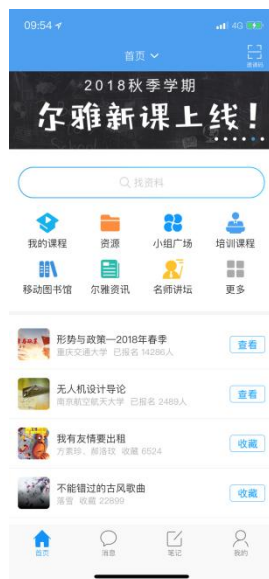 09:54
4G
首页
邀请码
2018秋季学期
尔雅新课上线!
找资料
我的课程 资源 小组广场 培训课程
移动图书馆 尔雅资讯 名师讲坛 更多
形势与政策—2018年春季
重庆交通大学 已报名 14286人
查看
无人机设计导论
南京航空航天大学 已报名 2489人
查看
我有友情要出租
方素珍、郝洛玟 收藏 6524
收藏
不能错过的古风歌曲
落雪 收藏 22899
收藏
首页 消息 笔记 我的